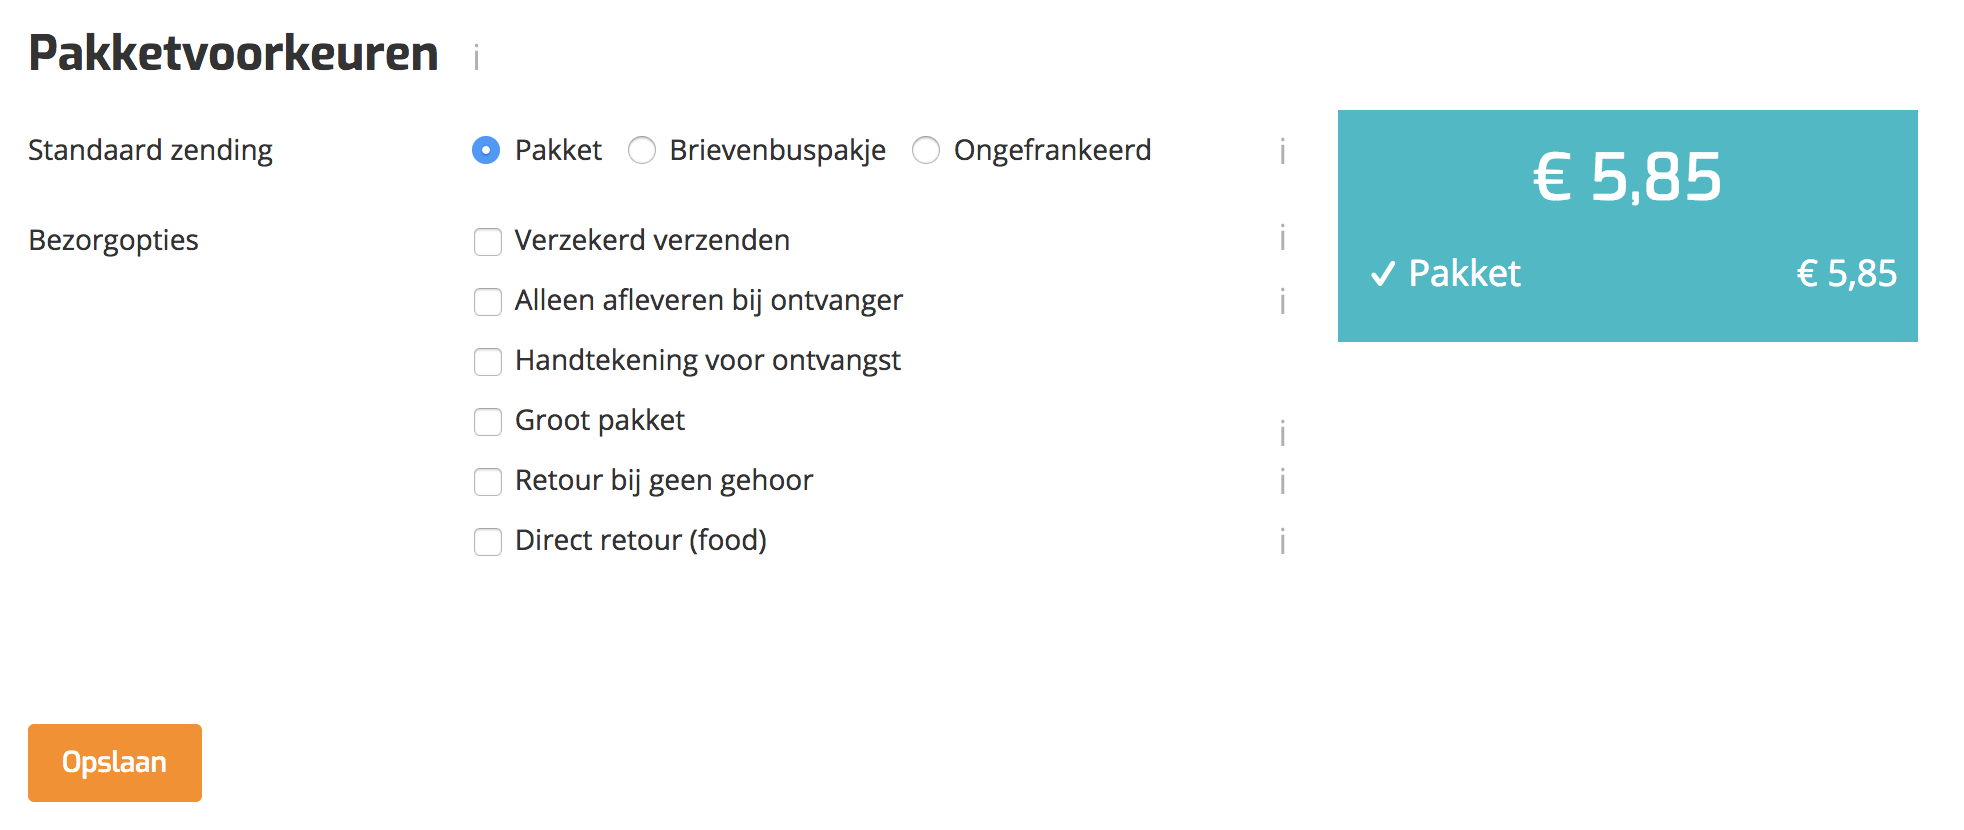 Pakketvoorkeuren i
Standaard zending Pakket Brievenbuspakje Ongefrankeerd i
€ 5,85
✓ Pakket € 5,85
Bezorgopties Verzekerd verzenden i
Alleen afleveren bij ontvanger i
Handtekening voor ontvangst
Groot pakket i
Retour bij geen gehoor i
Direct retour (food) i
Opslaan